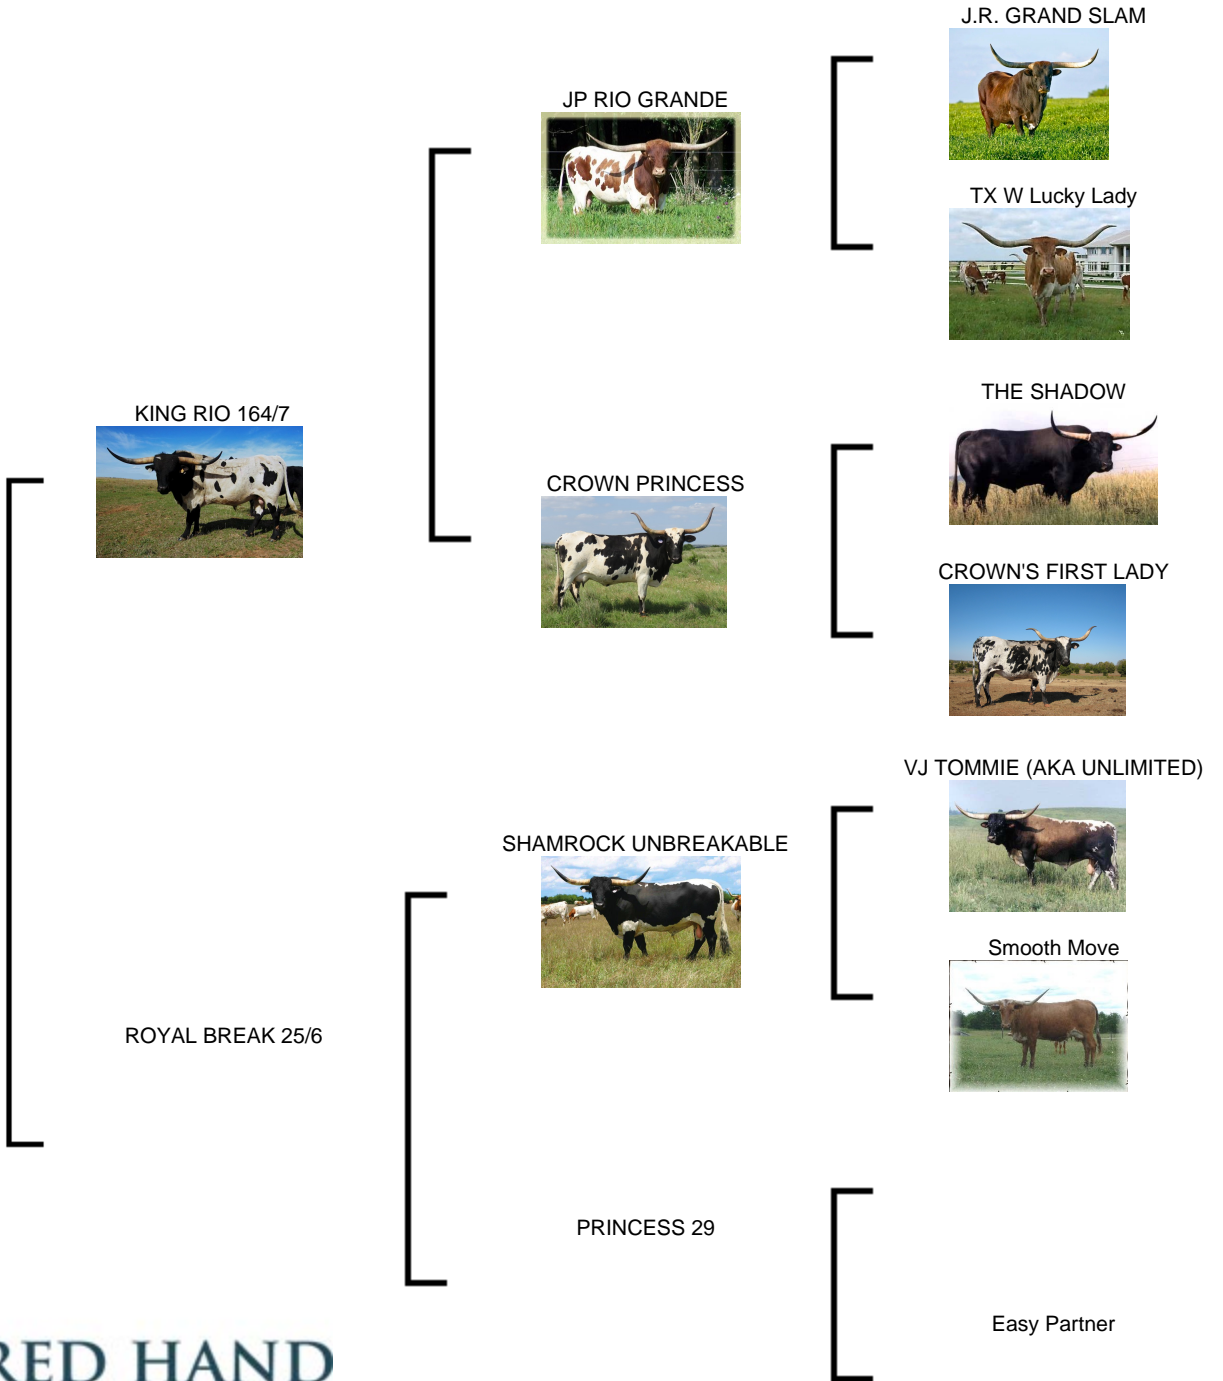 J.R. GRAND SLAM
JP RIO GRANDE
TX W Lucky Lady
THE SHADOW
KING RIO 164/7
CROWN PRINCESS
CROWN'S FIRST LADY
VJ TOMMIE (AKA UNLIMITED)
SHAMROCK UNBREAKABLE
Smooth Move
ROYAL BREAK 25/6
PRINCESS 29
Easy Partner
RED HAND